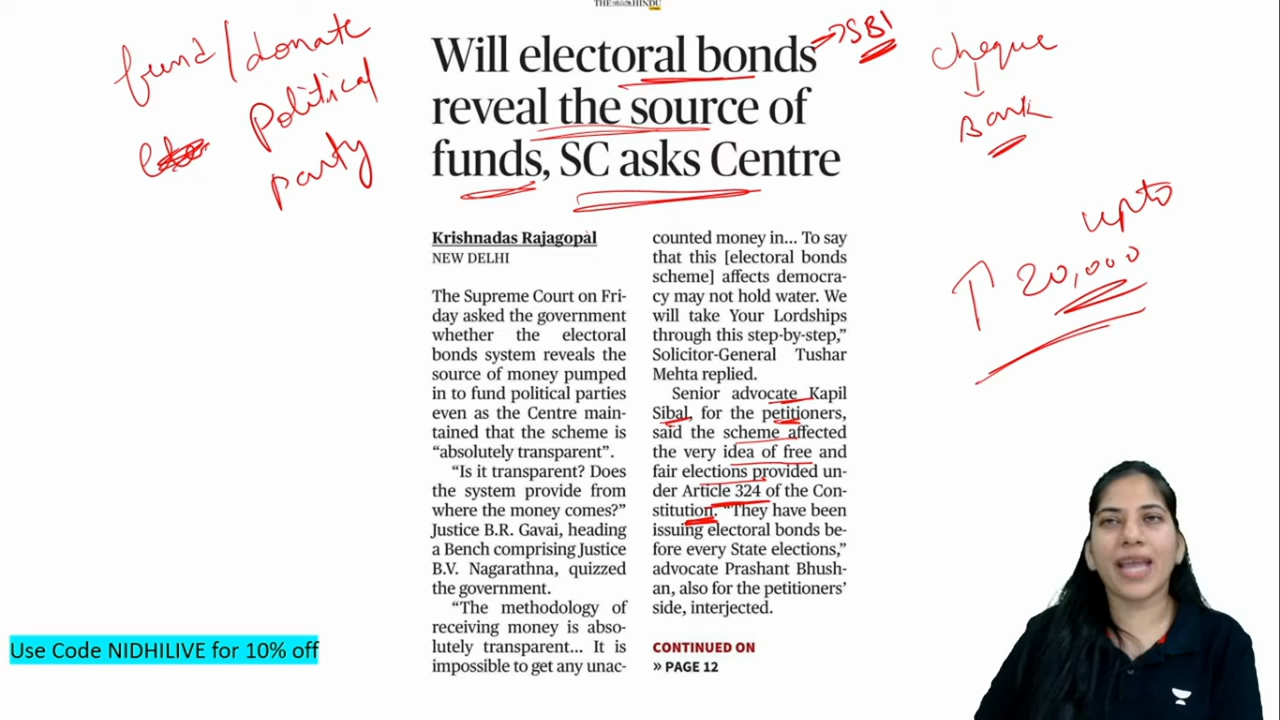 THE HINDU
Will electoral bonds
reveal the source of
funds, SC asks Centre
→SBI
fund/donate
Political
party
cheque
↓
Bank
upto
↑ 20,000
Krishnadas Rajagopal
NEW DELHI
The Supreme Court on Fri-
day asked the government
whether the electoral
bonds system reveals the
source of money pumped
in to fund political parties
even as the Centre main-
tained that the scheme is
“absolutely transparent”.
“Is it transparent? Does
the system provide from
where the money comes?”
Justice B.R. Gavai, heading
a Bench comprising Justice
B.V. Nagarathna, quizzed
the government.
“The methodology of
receiving money is abso-
lutely transparent... It is
impossible to get any unac-
counted money in... To say
that this [electoral bonds
scheme] affects democra-
cy may not hold water. We
will take Your Lordships
through this step-by-step,”
Solicitor-General Tushar
Mehta replied.
Senior advocate Kapil
Sibal, for the petitioners,
said the scheme affected
the very idea of free and
fair elections provided un-
der Article 324 of the Con-
stitution. “They have been
issuing electoral bonds be-
fore every State elections,”
advocate Prashant Bhush-
an, also for the petitioners’
side, interjected.
CONTINUED ON
» PAGE 12
Use Code NIDHILIVE for 10% off